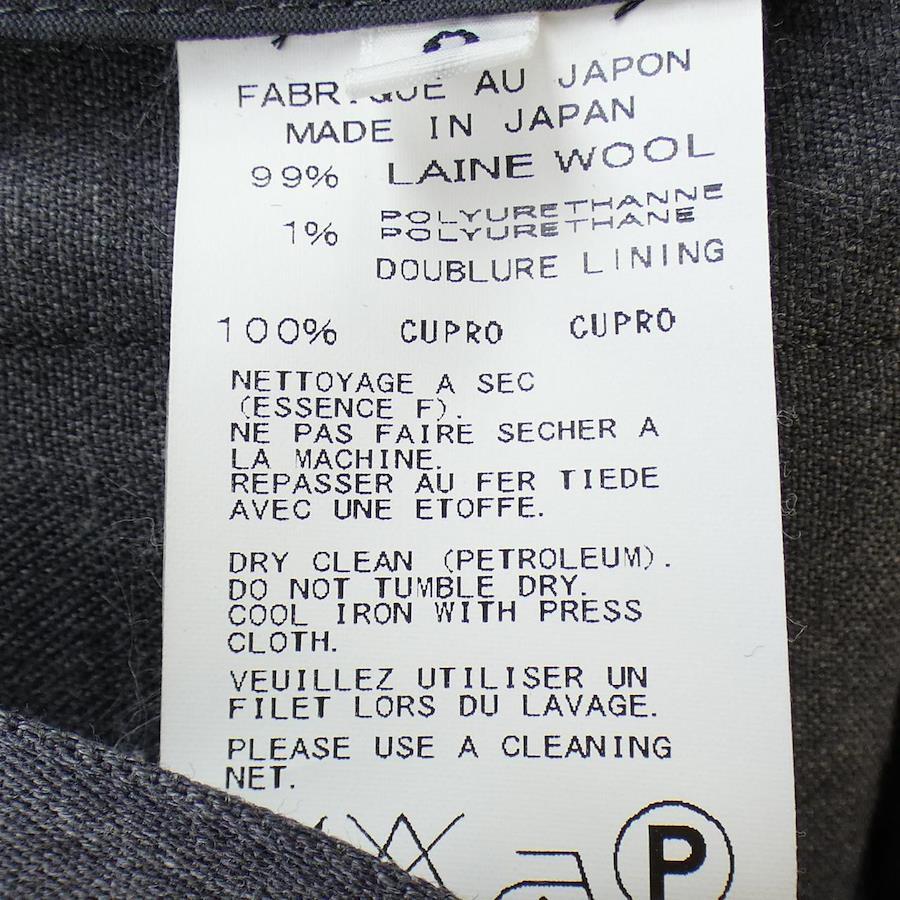 FABRIQUE AU JAPON
MADE IN JAPAN
99% LAINE WOOL
1% POLYURETHANNE
POLYURETHANE
DOUBLURE LINING
100% CUPRO CUPRO
NETTOYAGE A SEC
(ESSENCE F).
NE PAS FAIRE SECHER A
LA MACHINE.
REPASSER AU FER TIEDE
AVEC UNE ETOFFE.
DRY CLEAN (PETROLEUM).
DO NOT TUMBLE DRY.
COOL IRON WITH PRESS
CLOTH.
VEUILLEZ UTILISER UN
FILET LORS DU LAVAGE.
PLEASE USE A CLEANING
NET.
P